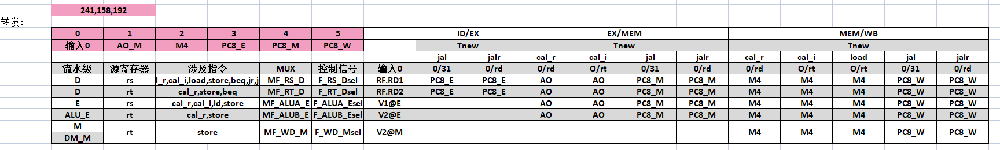 241,158,192
转发:
0 1 2 3 4 5 ID/EX EX/MEM MEM/WB
输入0 AO_M M4 PC8_E PC8_M PC8_W Tnew Tnew Tnew
jal jalr cal_r cal_i jal jalr cal_r cal_i load jal jalr
流水级 源寄存器 涉及指令 MUX 控制信号 输入0 0/31 0/rd 0/rd O/rt 0/31 0/rd 0/rd O/rt O/rt 0/31 0/rd
D rs l_r,cal_i,load,store,beq,jr,j MF_RS_D F_RS_Dsel RF.RD1 PC8_E PC8_E AO AO PC8_M PC8_M M4 M4 M4 PC8_W PC8_W
D rt cal_r,store,beq MF_RT_D F_RT_Dsel RF.RD2 PC8_E PC8_E AO AO PC8_M PC8_M M4 M4 M4 PC8_W PC8_W
E rs cal_r,cal_i,ld,store MF_ALUA_E F_ALUA_Esel V1@E AO AO PC8_M PC8_M M4 M4 M4 PC8_W PC8_W
ALU_E rt cal_r,store MF_ALUB_E F_ALUB_Esel V2@E AO AO PC8_M PC8_M M4 M4 M4 PC8_W PC8_W
M rt store MF_WD_M F_WD_Msel V2@M M4 M4 M4 PC8_W PC8_W
DM_M